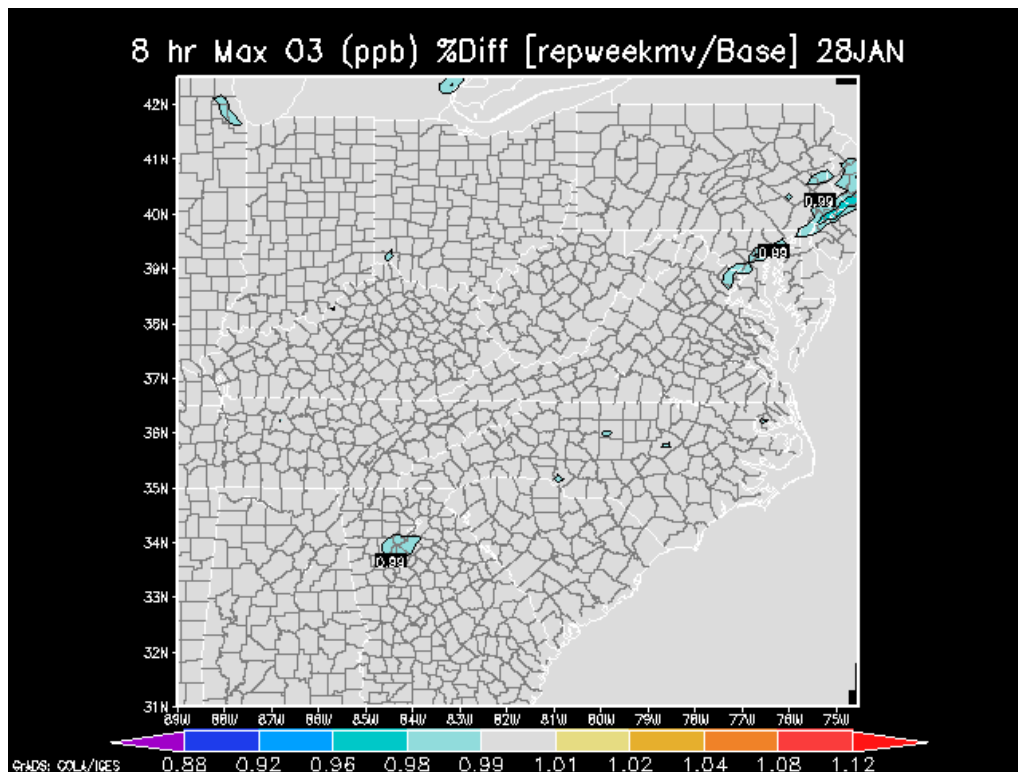 8 hr Max O3 (ppb) %Diff [repweekmv/Base] 28JAN
42N
41N
0.99
40N
0.99
39N
38N
37N
36N
35N
34N
0.99
33N
32N
31N
89W 88W 87W 86W 85W 84W 83W 82W 81W 80W 79W 78W 77W 76W 75W
GrADS: COLA/IGES 0.88 0.92 0.96 0.98 0.99 1.01 1.02 1.04 1.08 1.12